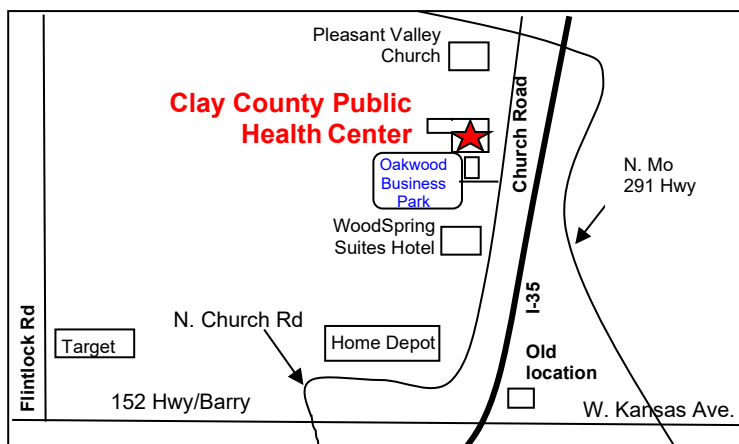 Pleasant Valley
Church
Clay County Public
Health Center
Church Road
Oakwood
Business
Park
N. Mo
291 Hwy
WoodSpring
Suites Hotel
I-35
N. Church Rd
Flintlock Rd
Target
Home Depot
Old
location
152 Hwy/Barry
W. Kansas Ave.